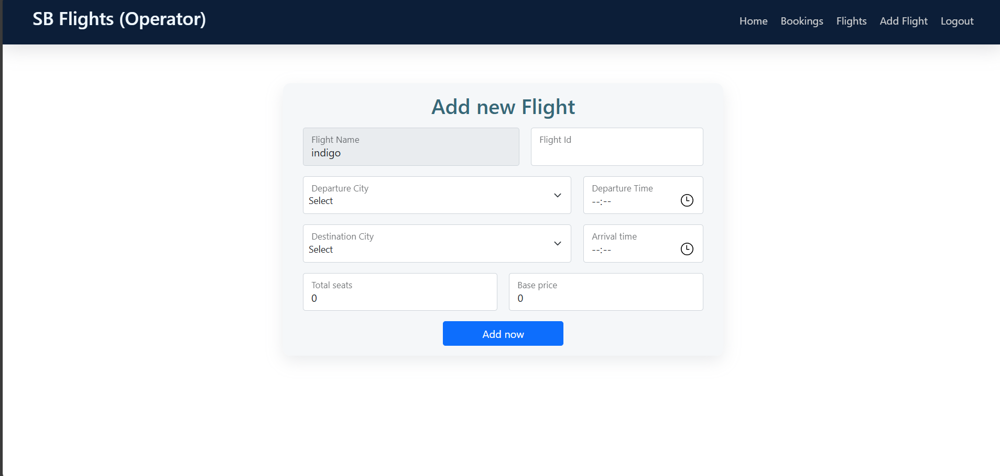 SB Flights (Operator)
Home Bookings Flights Add Flight Logout
Add new Flight
Flight Name
indigo
Flight Id
Departure City
Select
Departure Time
--:--
Destination City
Select
Arrival time
--:--
Total seats
0
Base price
0
Add now